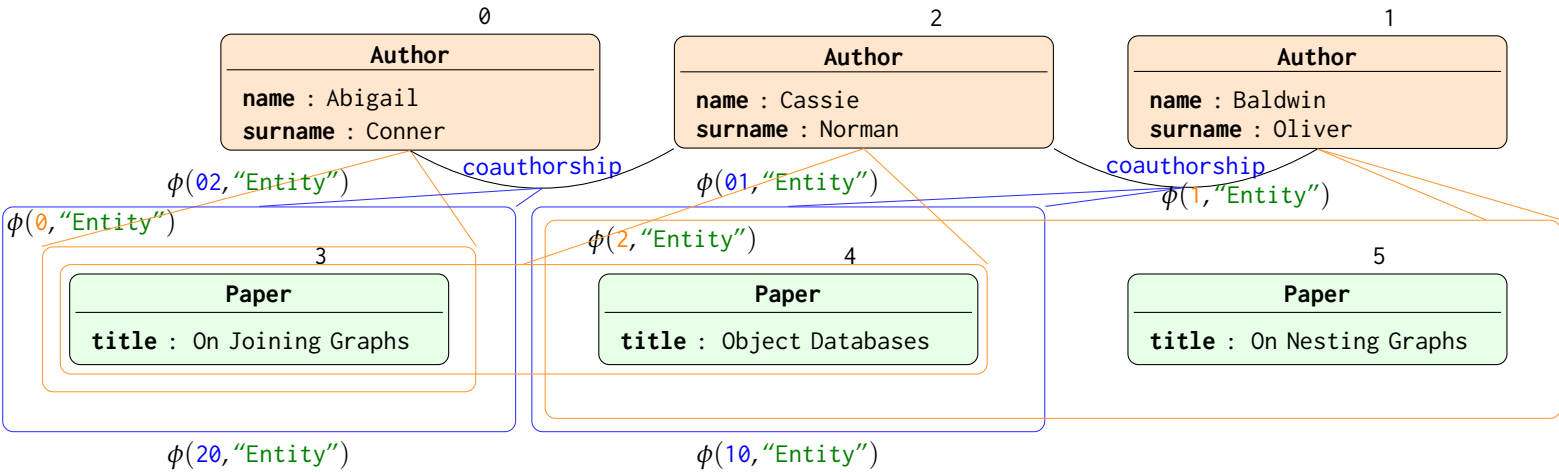 0
2
1
Author
name : Abigail
surname : Conner
Author
name : Cassie
surname : Norman
Author
name : Baldwin
surname : Oliver
coauthorship
coauthorship
ϕ(02,“Entity”)
ϕ(01,“Entity”)
ϕ(1,“Entity”)
ϕ(0,“Entity”)
ϕ(2,“Entity”)
3
4
5
Paper
title : On Joining Graphs
Paper
title : Object Databases
Paper
title : On Nesting Graphs
ϕ(20,“Entity”)
ϕ(10,“Entity”)